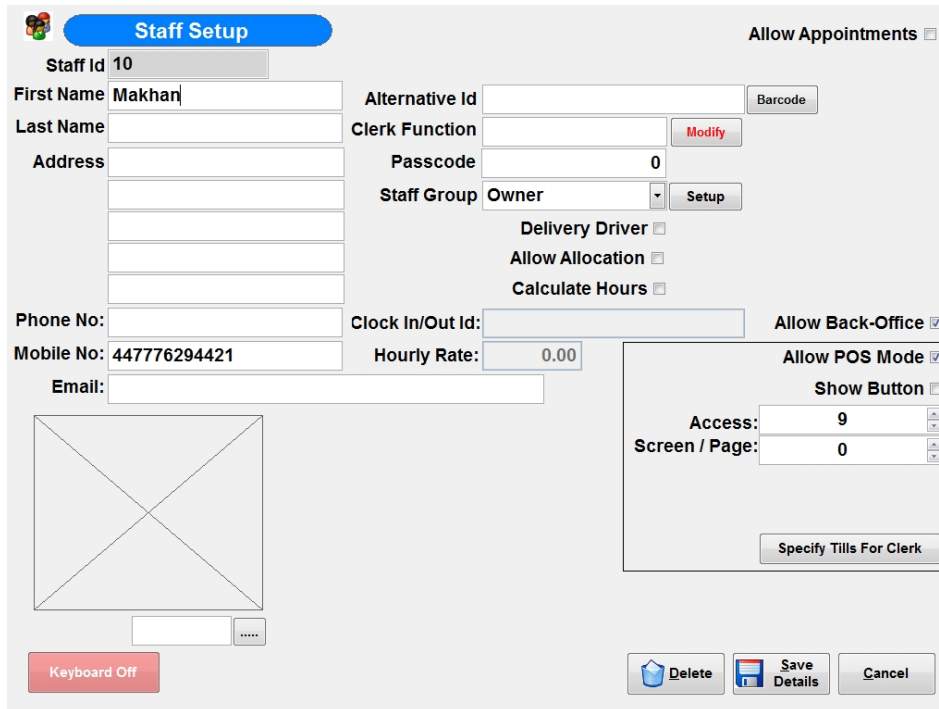 Staff Setup
Allow Appointments
Staff Id 10
First Name Makhan
Alternative Id Barcode
Last Name
Clerk Function Modify
Address
Passcode 0
Staff Group Owner Setup
Delivery Driver
Allow Allocation
Calculate Hours
Phone No:
Clock In/Out Id:
Allow Back-Office
Mobile No: 447776294421
Hourly Rate: 0.00
Allow POS Mode
Email:
Show Button
Access: 9
Screen / Page: 0
Specify Tills For Clerk
.....
Keyboard Off
Delete
Save
Details
Cancel